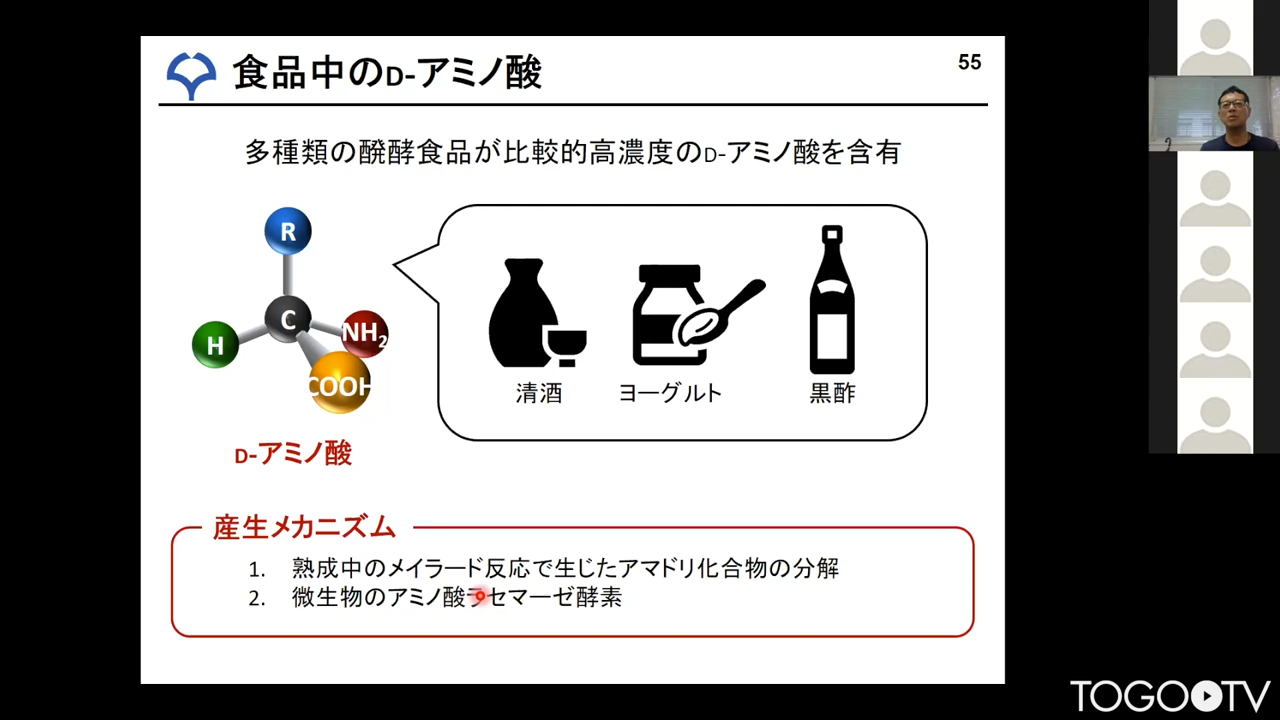 食品中のD-アミノ酸
55
多種類の醗酵食品が比較的高濃度のD-アミノ酸を含有
R
C
H
NH2
COOH
D-アミノ酸
清酒
ヨーグルト
黒酢
産生メカニズム
1. 熟成中のメイラード反応で生じたアマドリ化合物の分解
2. 微生物のアミノ酸ラセマーゼ酵素
TOGOTV